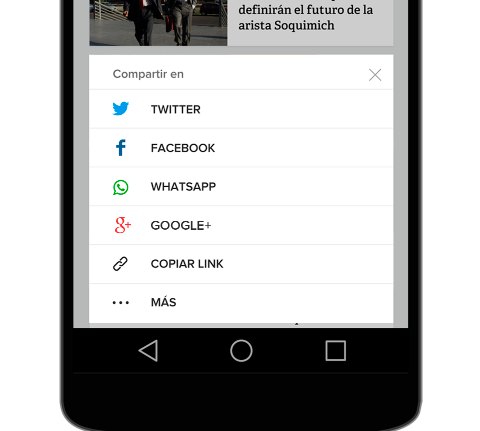 definirán el futuro de la
arista Soquimich
Compartir en
TWITTER
FACEBOOK
WHATSAPP
GOOGLE+
COPIAR LINK
MÁS